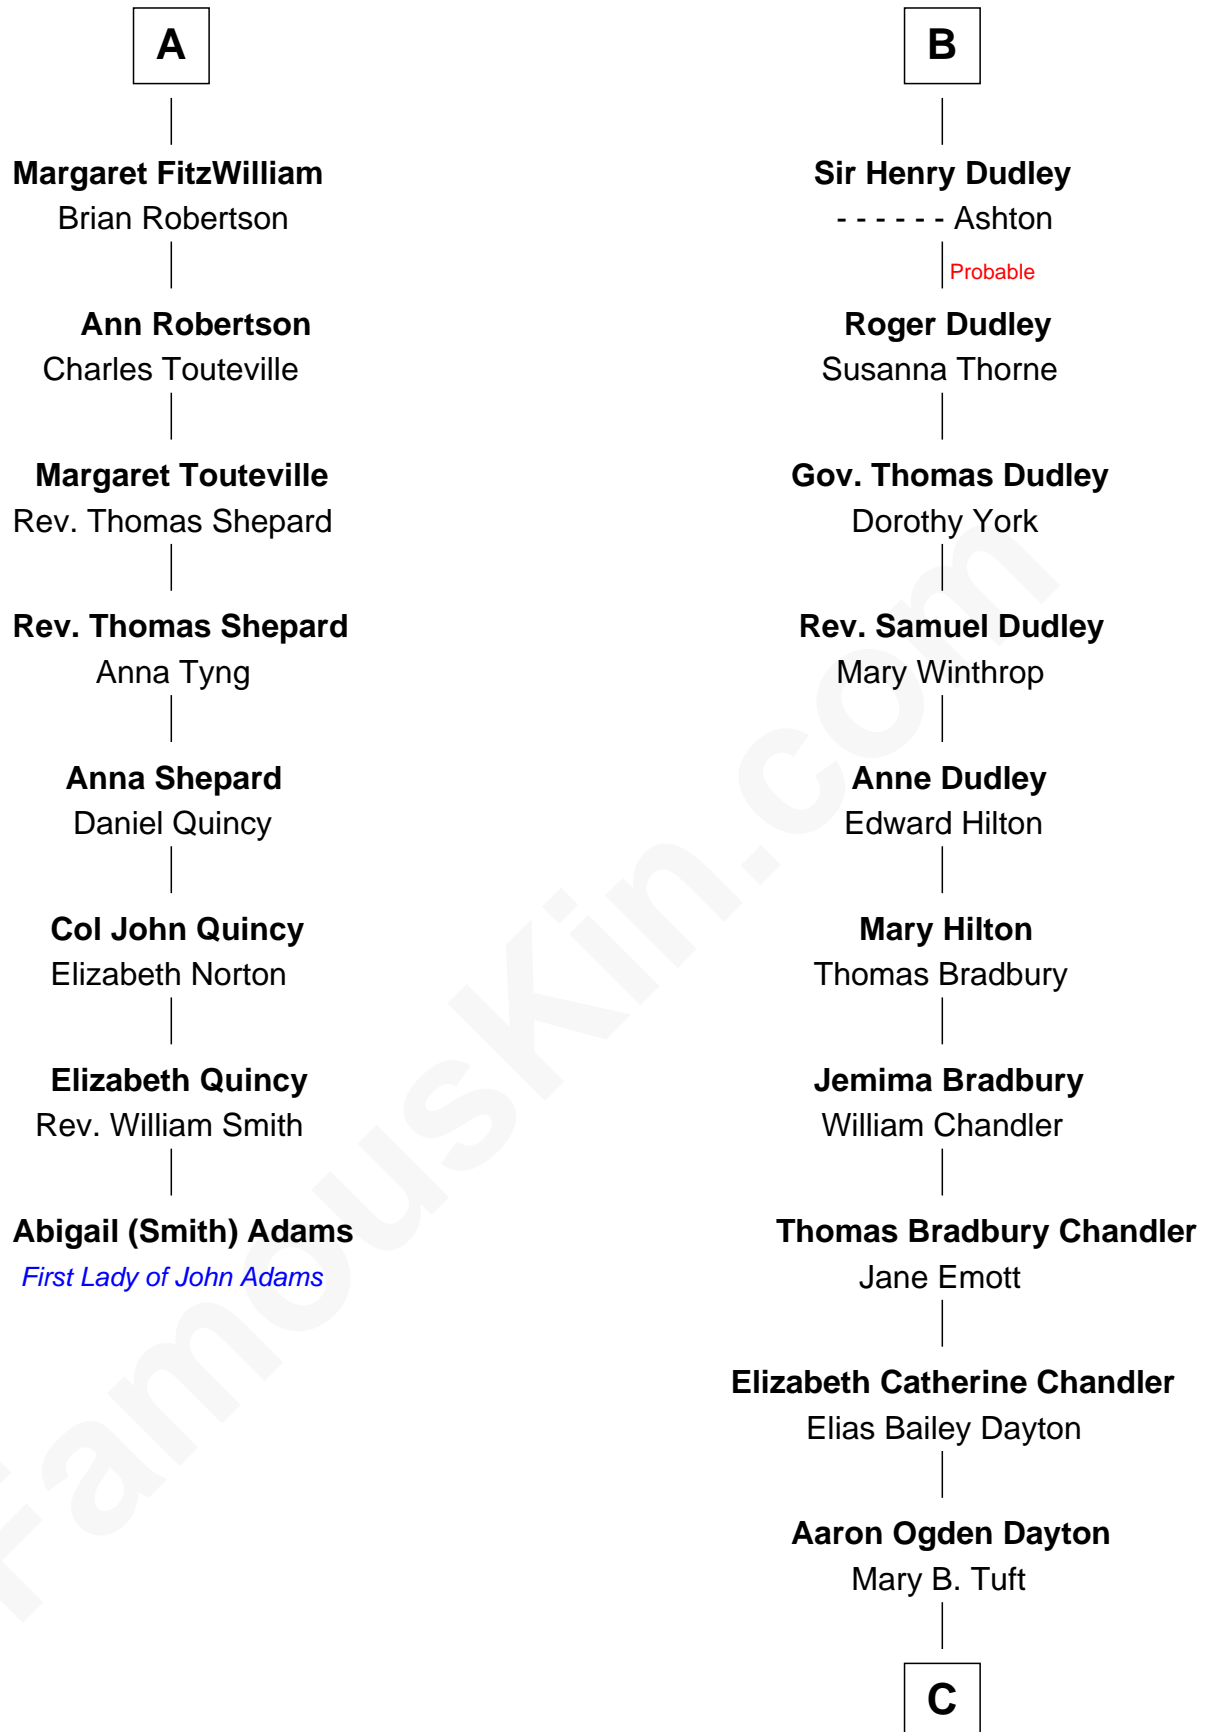 A
Margaret FitzWilliam
Brian Robertson
Ann Robertson
Charles Touteville
Margaret Touteville
Rev. Thomas Shepard
Rev. Thomas Shepard
Anna Tyng
Anna Shepard
Daniel Quincy
Col John Quincy
Elizabeth Norton
Elizabeth Quincy
Rev. William Smith
Abigail (Smith) Adams
First Lady of John Adams
B
Sir Henry Dudley
- - - - - - Ashton
Probable
Roger Dudley
Susanna Thorne
Gov. Thomas Dudley
Dorothy York
Rev. Samuel Dudley
Mary Winthrop
Anne Dudley
Edward Hilton
Mary Hilton
Thomas Bradbury
Jemima Bradbury
William Chandler
Thomas Bradbury Chandler
Jane Emott
Elizabeth Catherine Chandler
Elias Bailey Dayton
Aaron Ogden Dayton
Mary B. Tuft
C
FamousKin.com